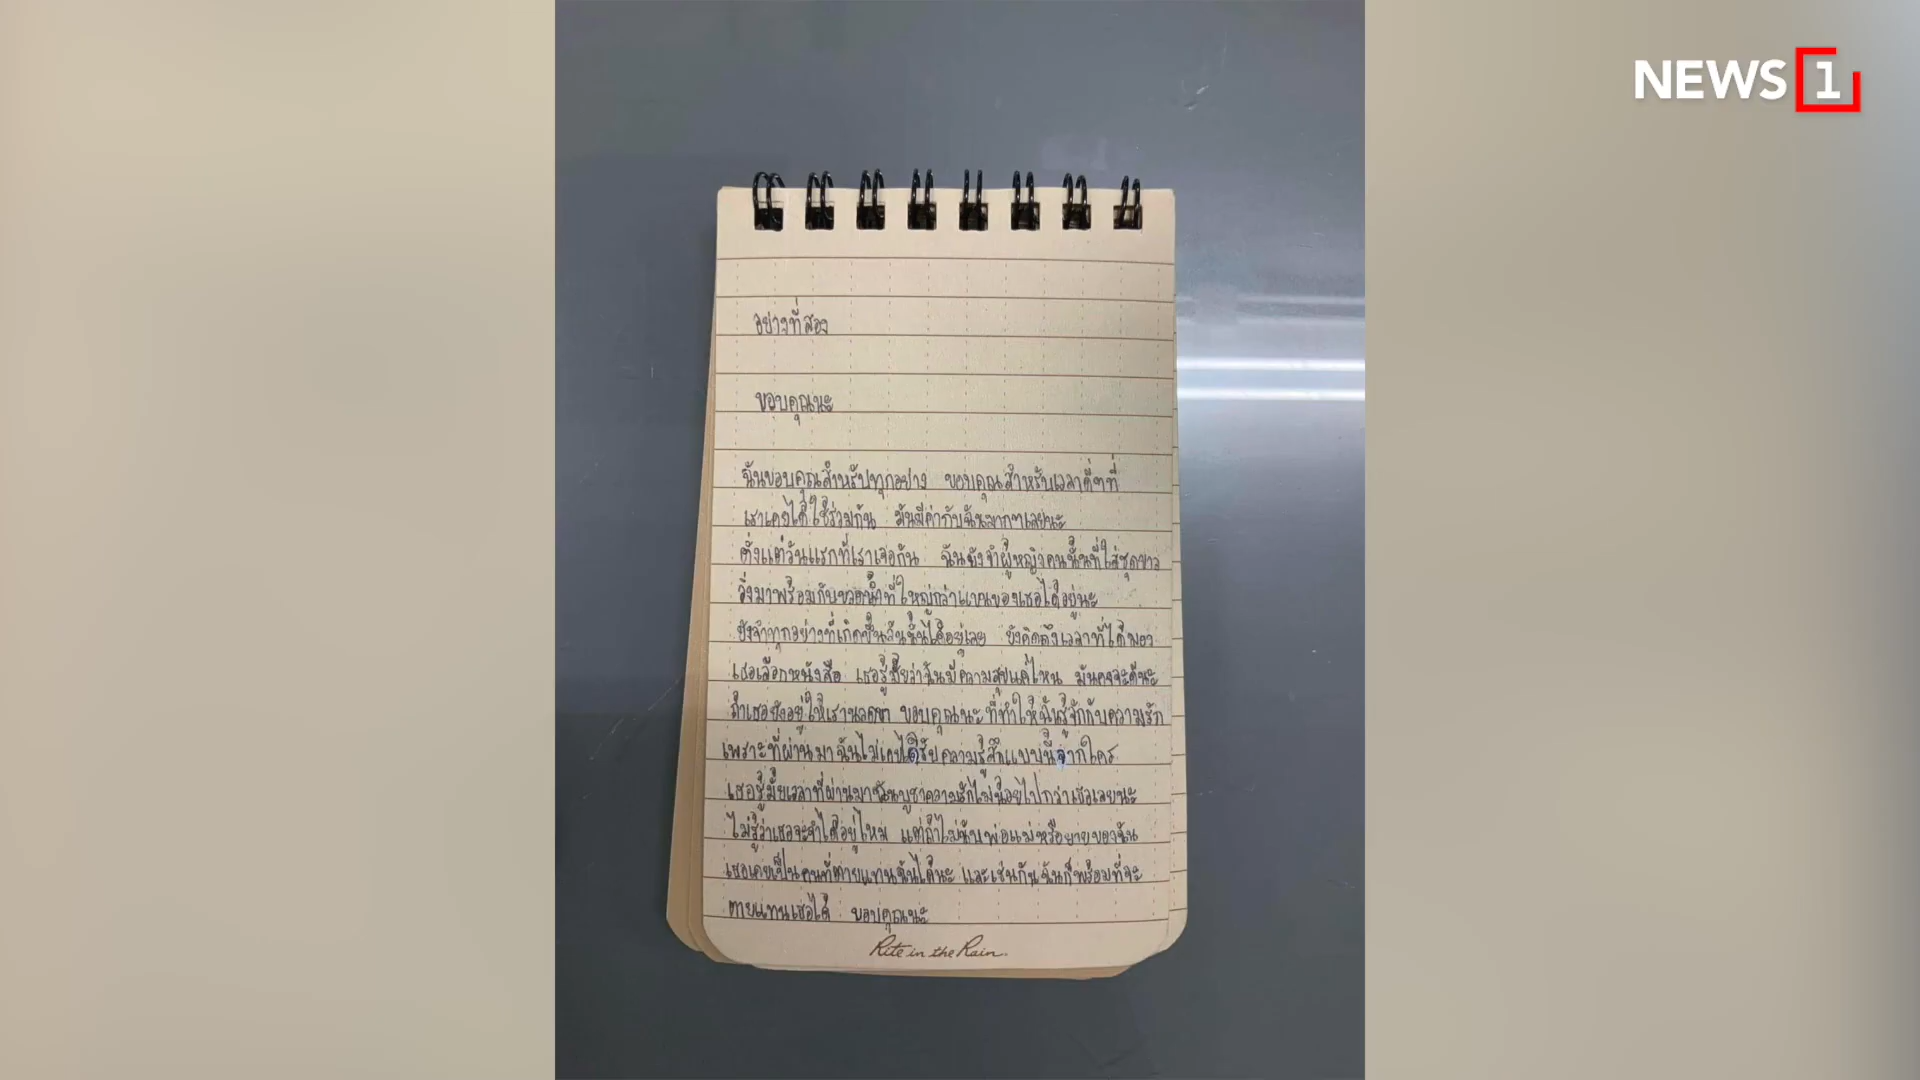 NEWS 1
อย่างที่สอง
ขอบคุณนะ
ฉันขอบคุณสำหรับทุกอย่าง ขอบคุณสำหรับเวลาดีๆที่
เราเคยได้ใช้ร่วมกัน มันมีค่ากับฉันมากๆเลยนะ
ตั้งแต่วันแรกที่เราเจอกัน ฉันยังจำผู้หญิงคนนั้นที่ใส่ชุดขาว
วิ่งมาพร้อมกับขวดน้ำที่ใหญ่กว่าแขนของเธอได้อยู่นะ
ยังจำทุกอย่างที่เกิดขึ้นวันนั้นได้อยู่เลย ยังคิดถึงเวลาที่ได้มอง
เธอเลือกหนังสือ เธอรู้มั้ยว่าฉันมีความสุขแค่ไหน มันคงจะดีนะ
ถ้าเธอยังอยู่ให้เรา ขอบคุณนะ ที่ทำให้ฉันรู้จักกับความรัก
เพราะที่ผ่านมาฉันไม่เคยได้รับความรู้สึกแบบนี้จากใคร
เธอรู้มั้ยเวลาที่ผ่านมาฉันบูชาความรักไม่น้อยไปกว่าเธอเลยนะ
ไม่รู้ว่าเธอจะจำได้อยู่ไหม แต่ถ้าไม่นับพ่อแม่หรือยายของฉัน
เธอเคยเป็นคนที่ตายแทนฉันได้นะ และเช่นกันฉันก็พร้อมที่จะ
ตายแทนเธอได้ ขอบคุณนะ
Rite in the Rain